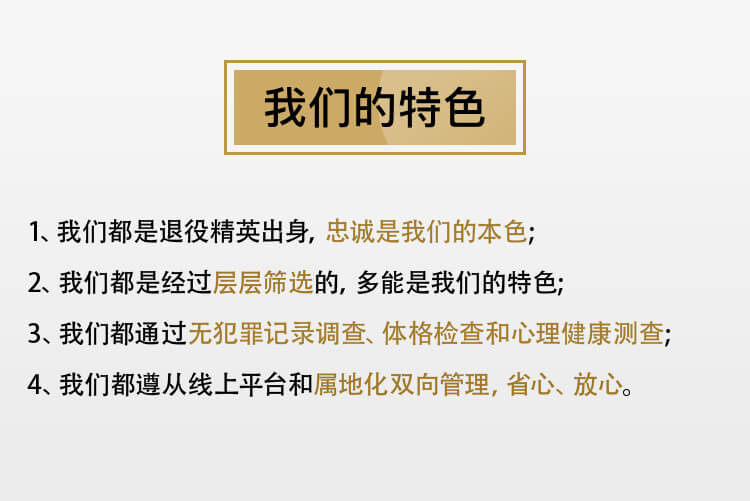 我们的特色
1、我们都是退役精英出身, 忠诚是我们的本色;
2、我们都是经过层层筛选的, 多能是我们的特色;
3、我们都通过无犯罪记录调查、体格检查和心理健康测查;
4、我们都遵从线上平台和属地化双向管理, 省心、放心。